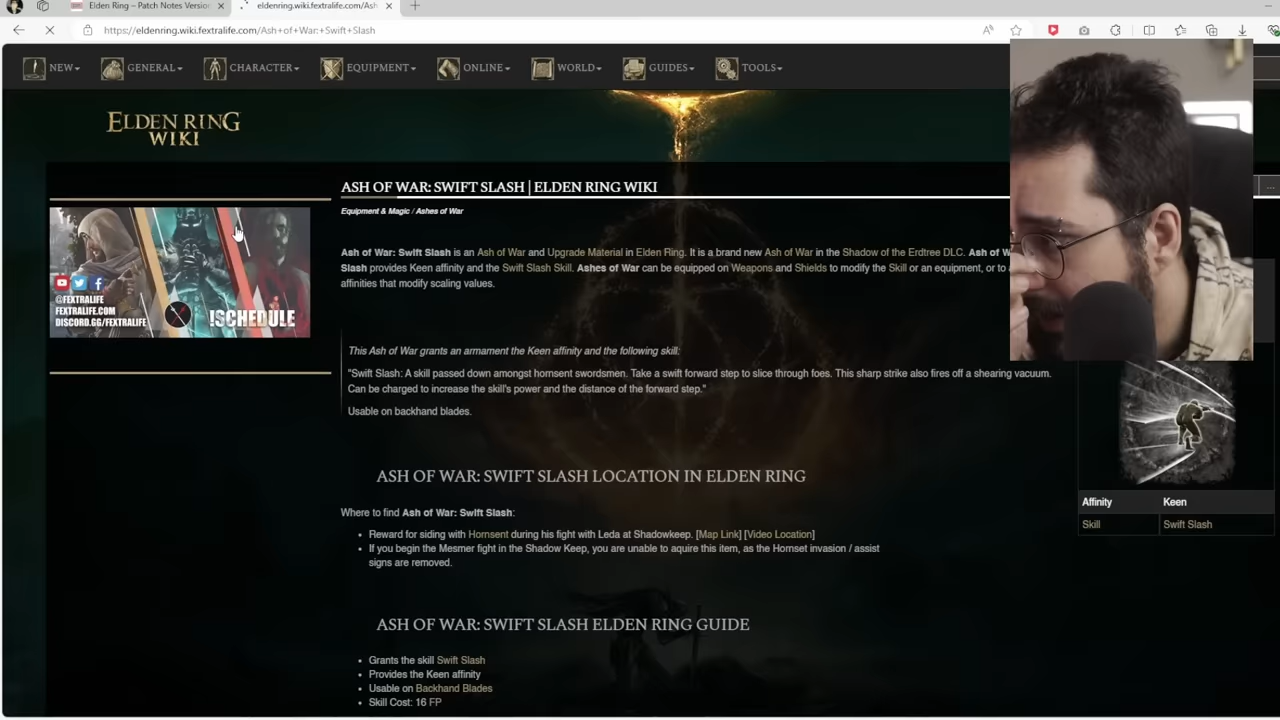 Elden Ring – Patch Notes Versio
eldenring.wiki.fextralife.com/Ash
https://eldenring.wiki.fextralife.com/Ash+of+War:+Swift+Slash
NEW
GENERAL
CHARACTER
EQUIPMENT
ONLINE
WORLD
GUIDES
TOOLS
ELDEN RING
WIKI
ASH OF WAR: SWIFT SLASH | ELDEN RING WIKI
Equipment & Magic / Ashes of War
@FEXTRALIFE
FEXTRALIFE.COM
DISCORD.GG/FEXTRALIFE
!SCHEDULE
Ash of War: Swift Slash is an Ash of War and Upgrade Material in Elden Ring. It is a brand new Ash of War in the Shadow of the Erdtree DLC. Ash of W
Slash provides Keen affinity and the Swift Slash Skill. Ashes of War can be equipped on Weapons and Shields to modify the Skill or an equipment, or to
affinities that modify scaling values.
This Ash of War grants an armament the Keen affinity and the following skill:
"Swift Slash: A skill passed down amongst hornsent swordsmen. Take a swift forward step to slice through foes. This sharp strike also fires off a shearing vacuum.
Can be charged to increase the skill's power and the distance of the forward step."
Usable on backhand blades.
Affinity Keen
Skill Swift Slash
ASH OF WAR: SWIFT SLASH LOCATION IN ELDEN RING
Where to find Ash of War: Swift Slash:
• Reward for siding with Hornsent during his fight with Leda at Shadowkeep. [Map Link] [Video Location]
• If you begin the Mesmer fight in the Shadow Keep, you are unable to aquire this item, as the Hornset invasion / assist
signs are removed.
ASH OF WAR: SWIFT SLASH ELDEN RING GUIDE
• Grants the skill Swift Slash
• Provides the Keen affinity
• Usable on Backhand Blades
• Skill Cost: 16 FP